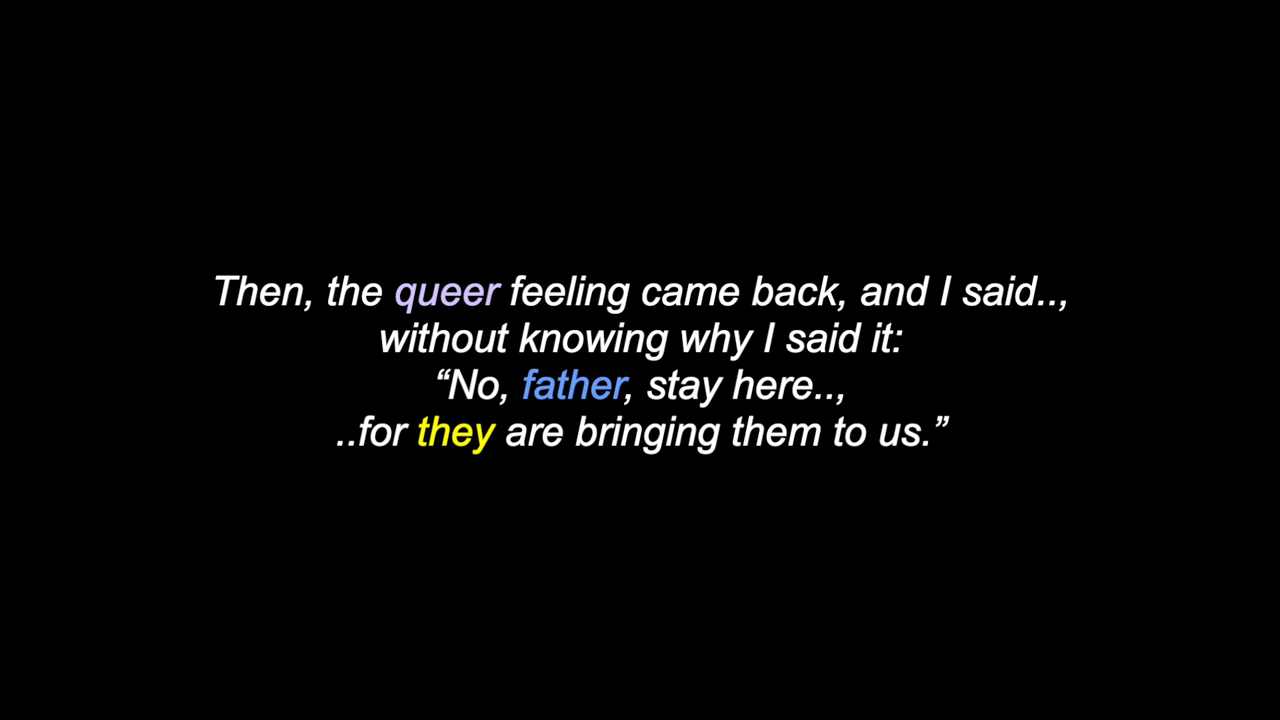 Then, the queer feeling came back, and I said..,
without knowing why I said it:
“No, father, stay here..,
..for they are bringing them to us.”